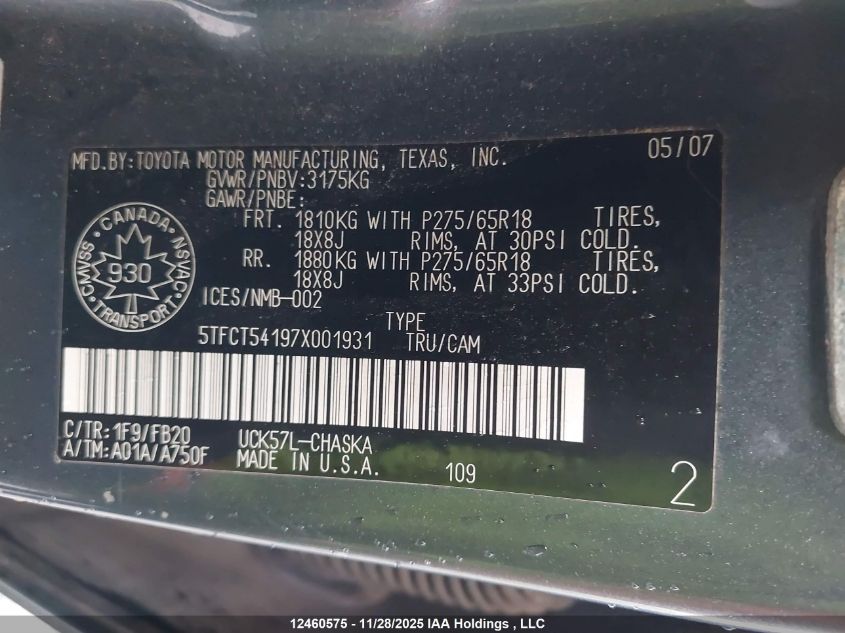 MFD.BY:TOYOTA MOTOR MANUFACTURING, TEXAS, INC. 05/07
GVWR/PNBV:3175KG
GAWR/PNBE:
FRT. 1810KG WITH P275/65R18 TIRES,
18X8J RIMS, AT 30PSI COLD.
RR. 1880KG WITH P275/65R18 TIRES,
18X8J RIMS, AT 33PSI COLD.
CANADA
CMVSS 930 NSVAC
TRANSPORT
ICES/NMB-002
TYPE
5TFCT54197X001931 TRU/CAM
C/TR:1F9/FB20 UCK57L-CHASKA
A/TM:A01A/A750F MADE IN U.S.A. 109 2
12460575 - 11/28/2025 IAA Holdings , LLC